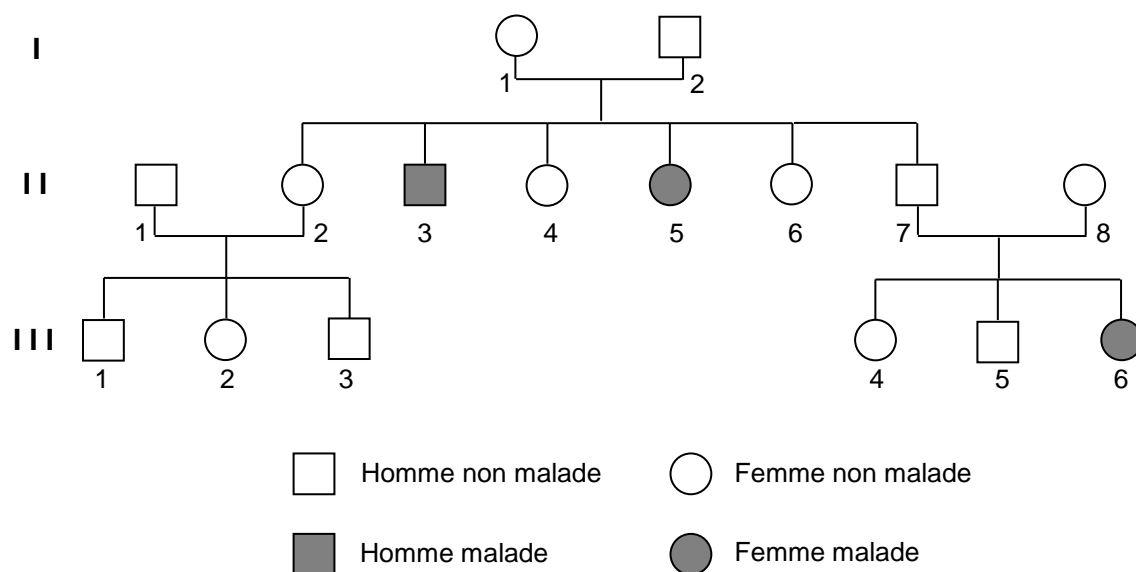 I
1 2
II
1 2 3 4 5 6 7 8
III
1 2 3 4 5 6
Homme non malade Femme non malade
Homme malade Femme malade